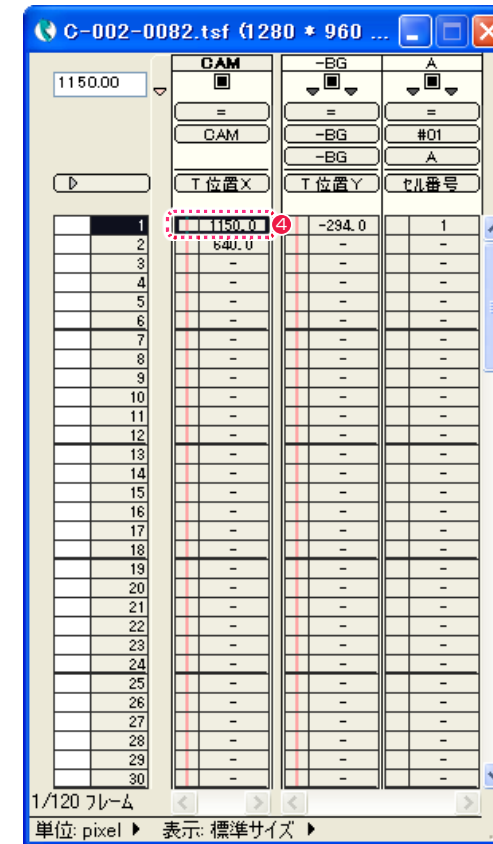 C-002-0082.tsf (1280 * 960 ...
CAM -BG A
1150.00
= = =
CAM -BG #01
-BG A
T 位置X T 位置Y セル番号
1 1150.0 4 -294.0 1
2 640.0 - -
3 - - -
4 - - -
5 - - -
6 - - -
7 - - -
8 - - -
9 - - -
10 - - -
11 - - -
12 - - -
13 - - -
14 - - -
15 - - -
16 - - -
17 - - -
18 - - -
19 - - -
20 - - -
21 - - -
22 - - -
23 - - -
24 - - -
25 - - -
26 - - -
27 - - -
28 - - -
29 - - -
30 - - -
1/120 フレーム
単位: pixel 表示: 標準サイズ